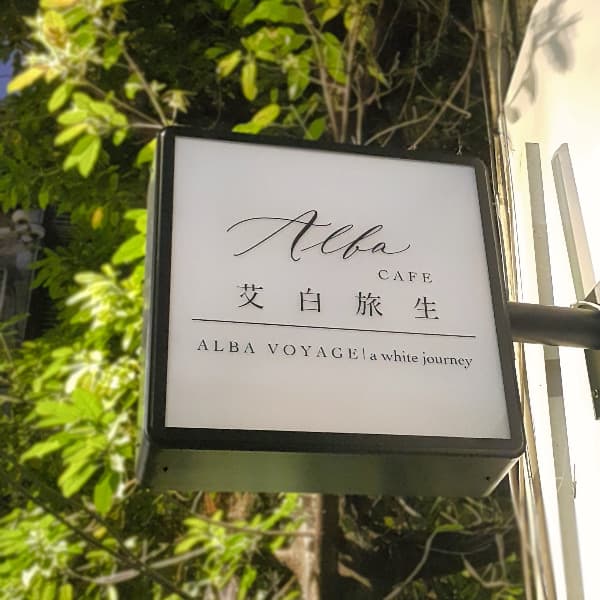 Alba
CAFE
艾白旅生
ALBA VOYAGE | a white journey